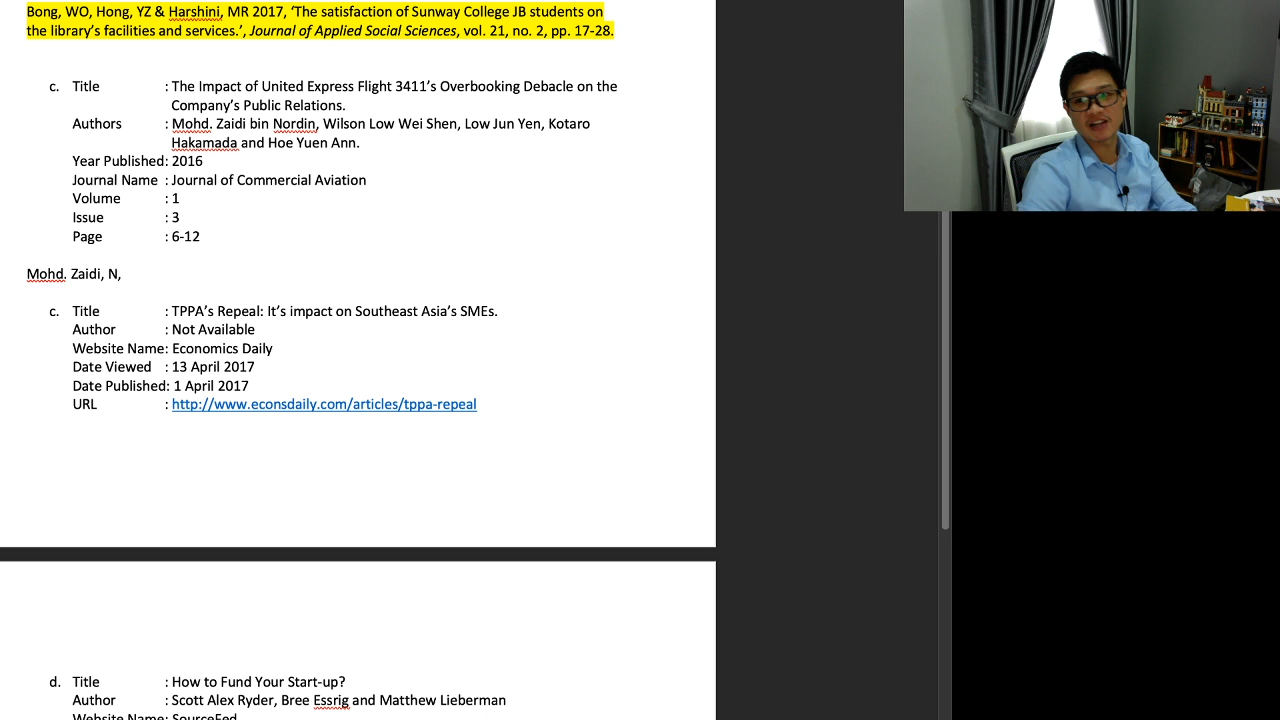 Bong, WO, Hong, YZ & Harshini, MR 2017, ‘The satisfaction of Sunway College JB students on
the library’s facilities and services.’, Journal of Applied Social Sciences, vol. 21, no. 2, pp. 17-28.
c. Title : The Impact of United Express Flight 3411’s Overbooking Debacle on the
Company’s Public Relations.
Authors : Mohd. Zaidi bin Nordin, Wilson Low Wei Shen, Low Jun Yen, Kotaro
Hakamada and Hoe Yuen Ann.
Year Published: 2016
Journal Name : Journal of Commercial Aviation
Volume : 1
Issue : 3
Page : 6-12
Mohd. Zaidi, N,
c. Title : TPPA’s Repeal: It’s impact on Southeast Asia’s SMEs.
Author : Not Available
Website Name: Economics Daily
Date Viewed : 13 April 2017
Date Published: 1 April 2017
URL : http://www.econsdaily.com/articles/tppa-repeal
d. Title : How to Fund Your Start-up?
Author : Scott Alex Ryder, Bree Essrig and Matthew Lieberman
Website Name: SourceFed